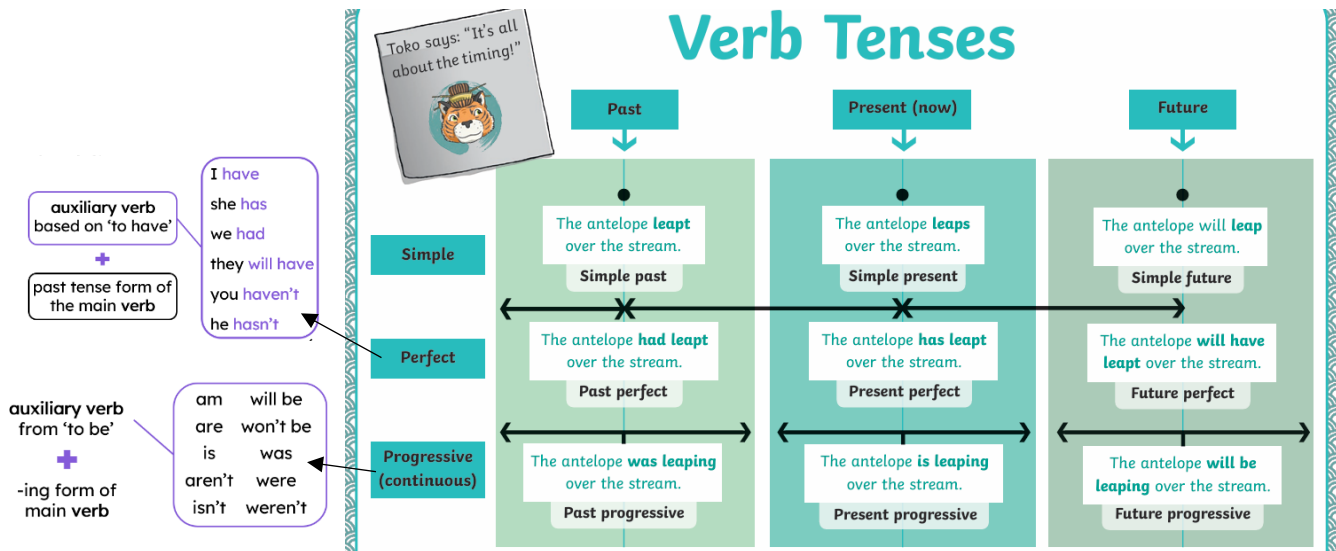 Toko says: “It’s all
about the timing!”
Verb Tenses
Past
Present (now)
Future
I have
she has
we had
they will have
you haven’t
he hasn’t
auxiliary verb
based on ‘to have’
past tense form of
the main verb
Simple
The antelope leapt
over the stream.
Simple past
The antelope leaps
over the stream.
Simple present
The antelope will leap
over the stream.
Simple future
Perfect
The antelope had leapt
over the stream.
Past perfect
The antelope has leapt
over the stream.
Present perfect
The antelope will have
leapt over the stream.
Future perfect
auxiliary verb
from ‘to be’
-ing form of
main verb
am will be
are won’t be
is was
aren’t were
isn’t weren’t
Progressive
(continuous)
The antelope was leaping
over the stream.
Past progressive
The antelope is leaping
over the stream.
Present progressive
The antelope will be
leaping over the stream.
Future progressive